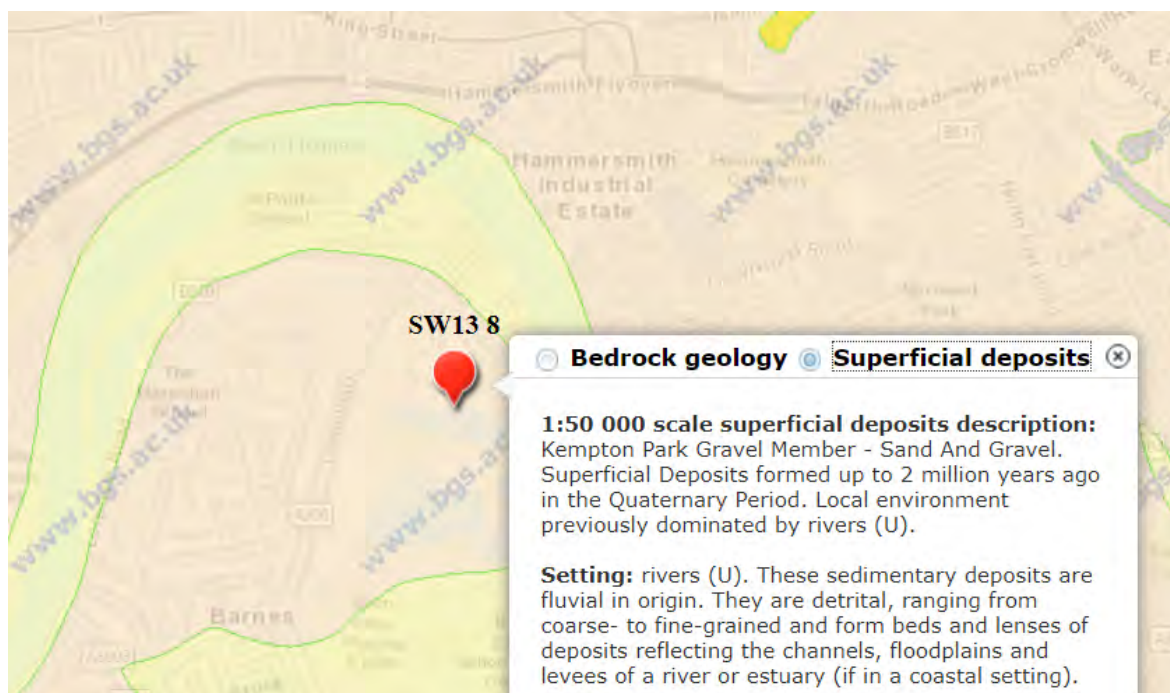 King Street
www.bgs.ac.uk
www.bgs.ac.uk
www.bgs.ac.uk
Hammersmith Flyover
Hammersmith
Industrial
Estate
www.bgs.ac.uk
www.bgs.ac.uk
www.bgs.ac.uk
SW13 8
Bedrock geology Superficial deposits
1:50 000 scale superficial deposits description:
Kempton Park Gravel Member - Sand And Gravel.
Superficial Deposits formed up to 2 million years ago
in the Quaternary Period. Local environment
previously dominated by rivers (U).
Setting: rivers (U). These sedimentary deposits are
fluvial in origin. They are detrital, ranging from
coarse- to fine-grained and form beds and lenses of
deposits reflecting the channels, floodplains and
levees of a river or estuary (if in a coastal setting).
www.bgs.ac.uk
www.bgs.ac.uk
Barnes